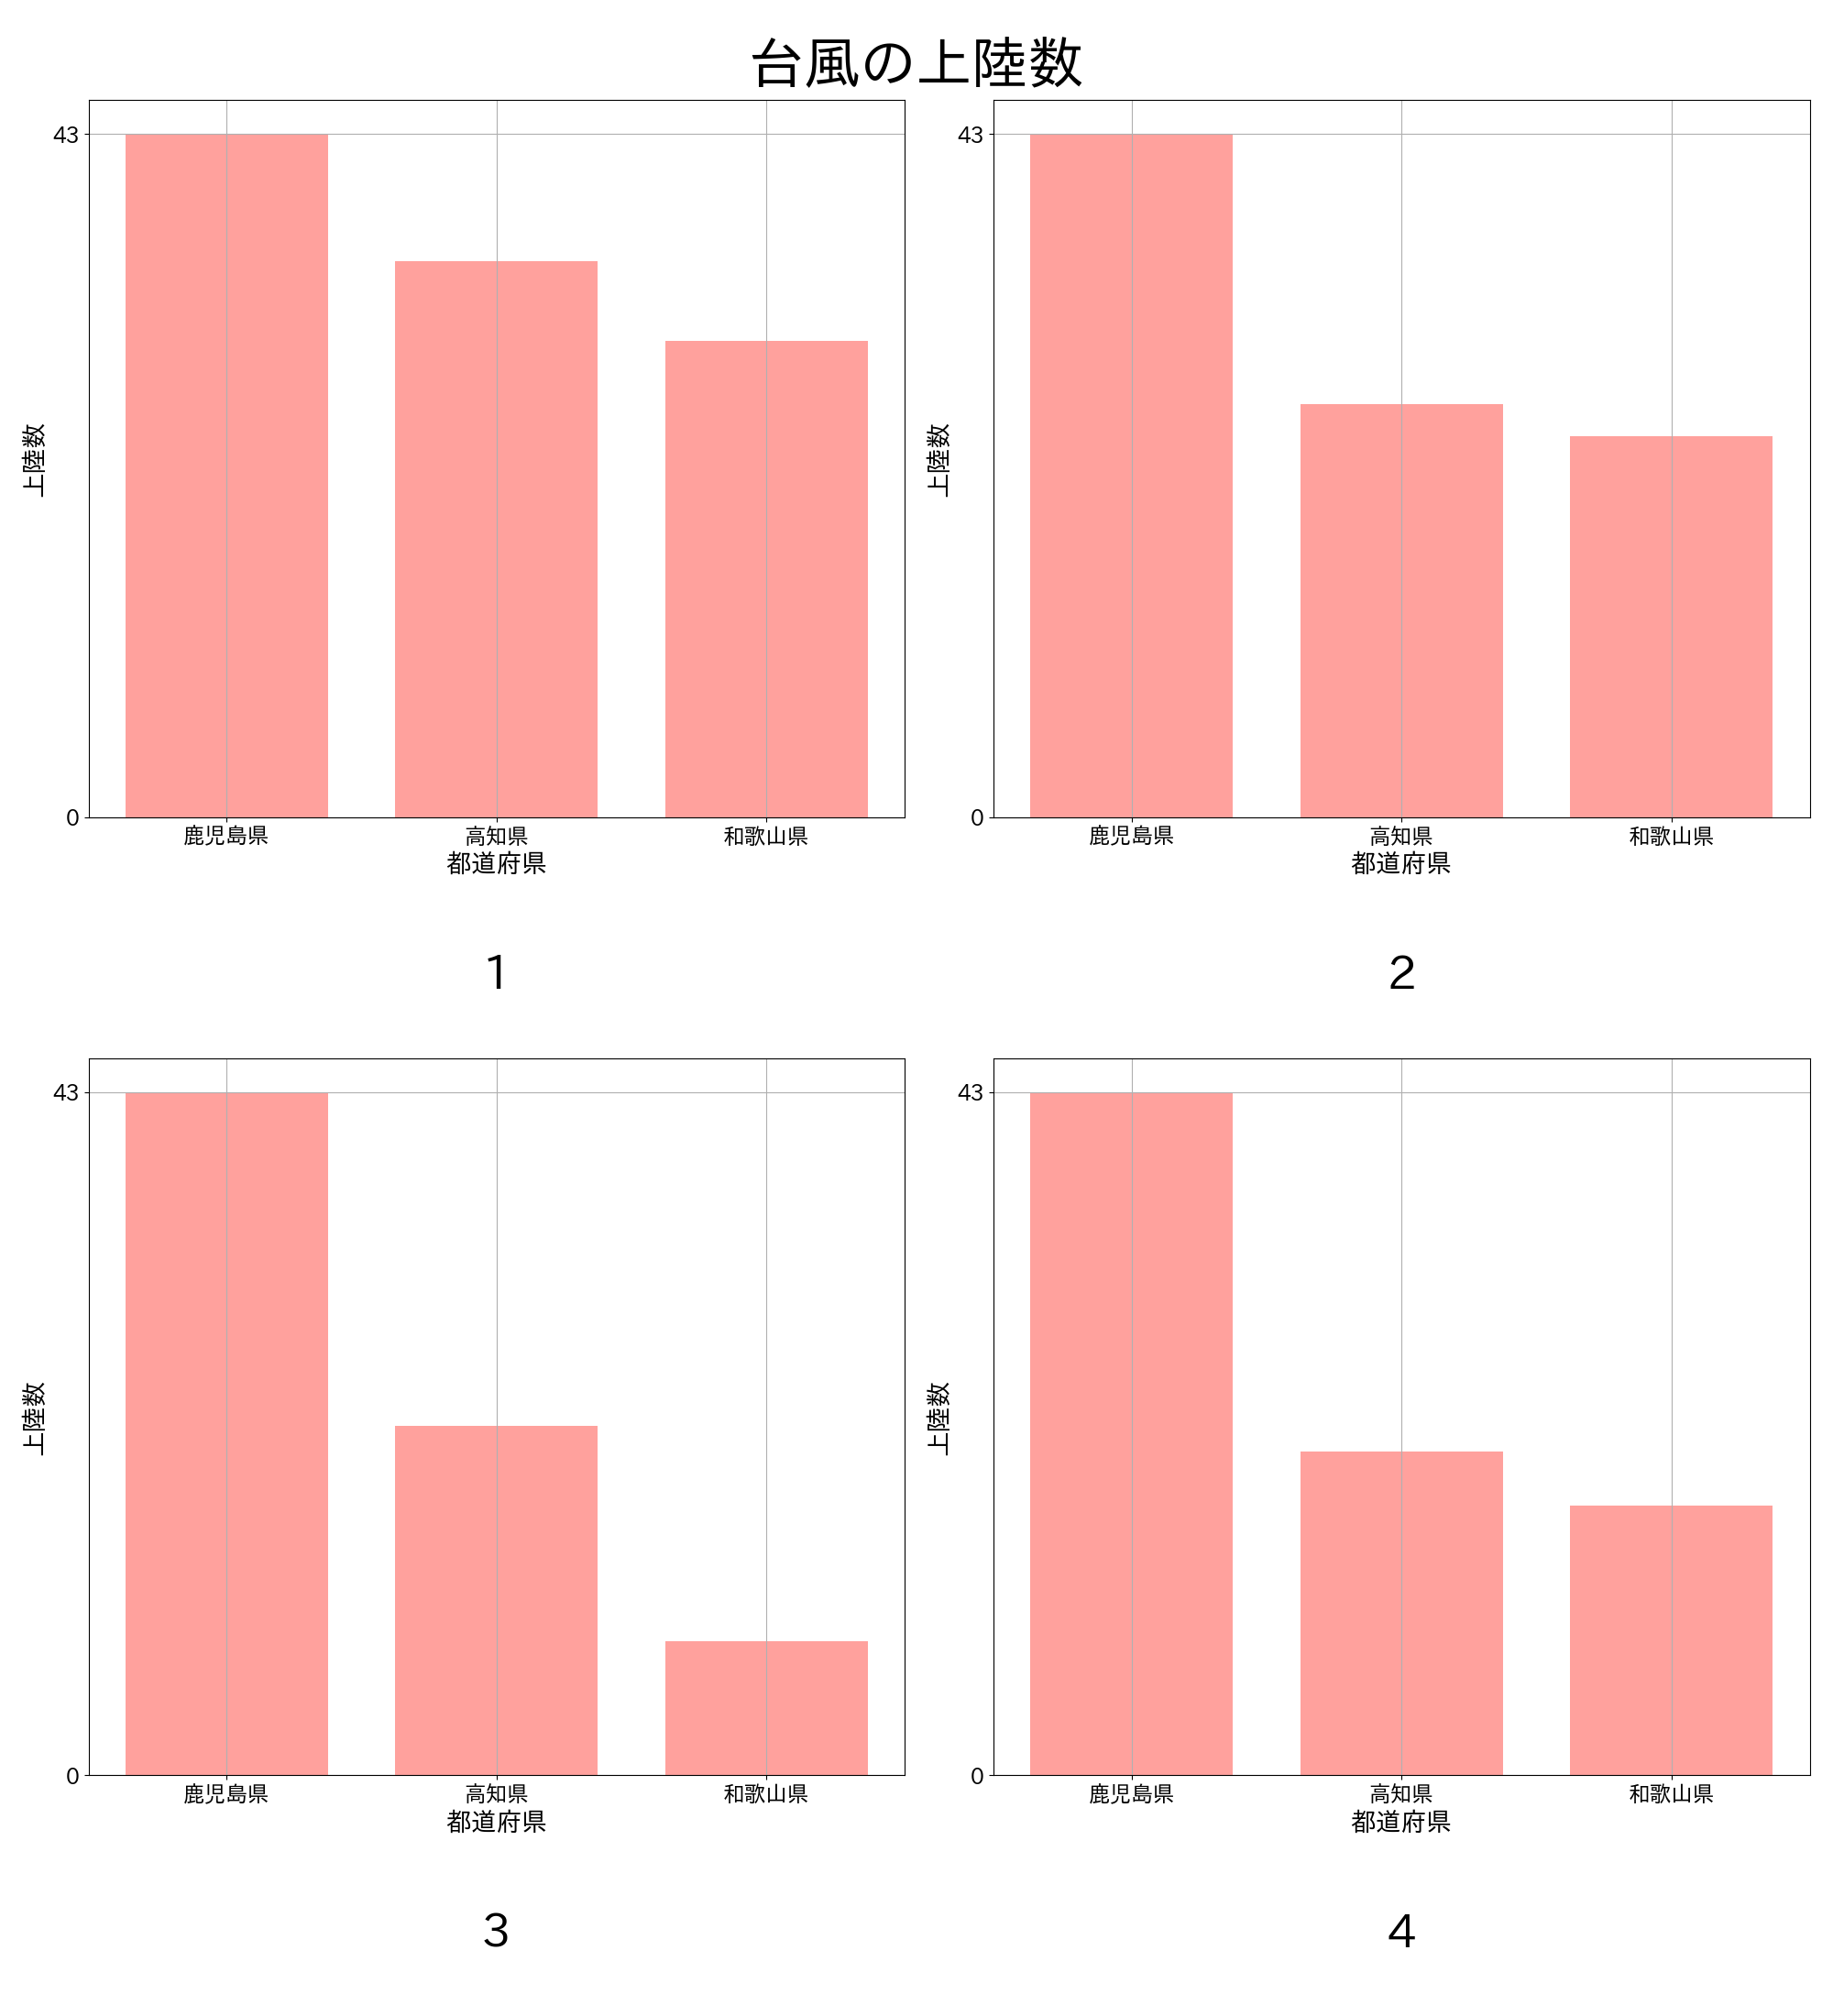 台風の上陸数
43
0
上陸数
鹿児島県 高知県 和歌山県
都道府県
1
43
0
上陸数
鹿児島県 高知県 和歌山県
都道府県
2
43
0
上陸数
鹿児島県 高知県 和歌山県
都道府県
3
43
0
上陸数
鹿児島県 高知県 和歌山県
都道府県
4